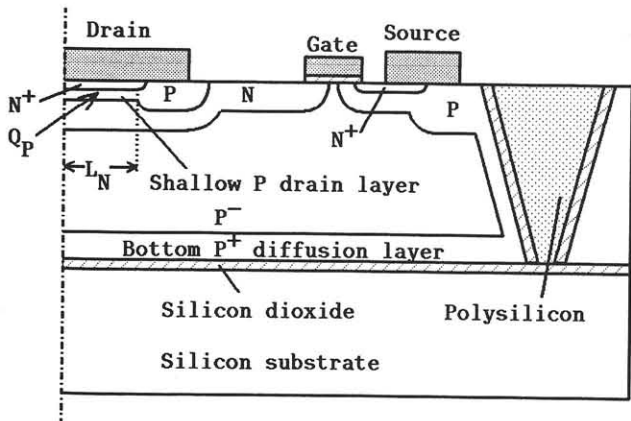 Drain
Gate
Source
N+
P
N
P
QP
N+
LN
Shallow P drain layer
P−
Bottom P+ diffusion layer
Silicon dioxide
Polysilicon
Silicon substrate